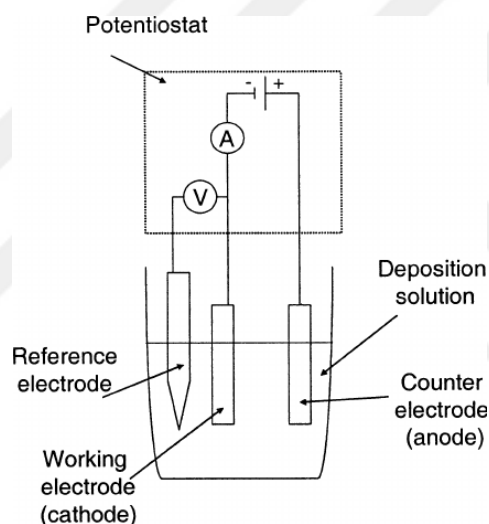 Potentiostat
- +
A
V
Deposition
solution
Reference
electrode
Counter
electrode
(anode)
Working
electrode
(cathode)